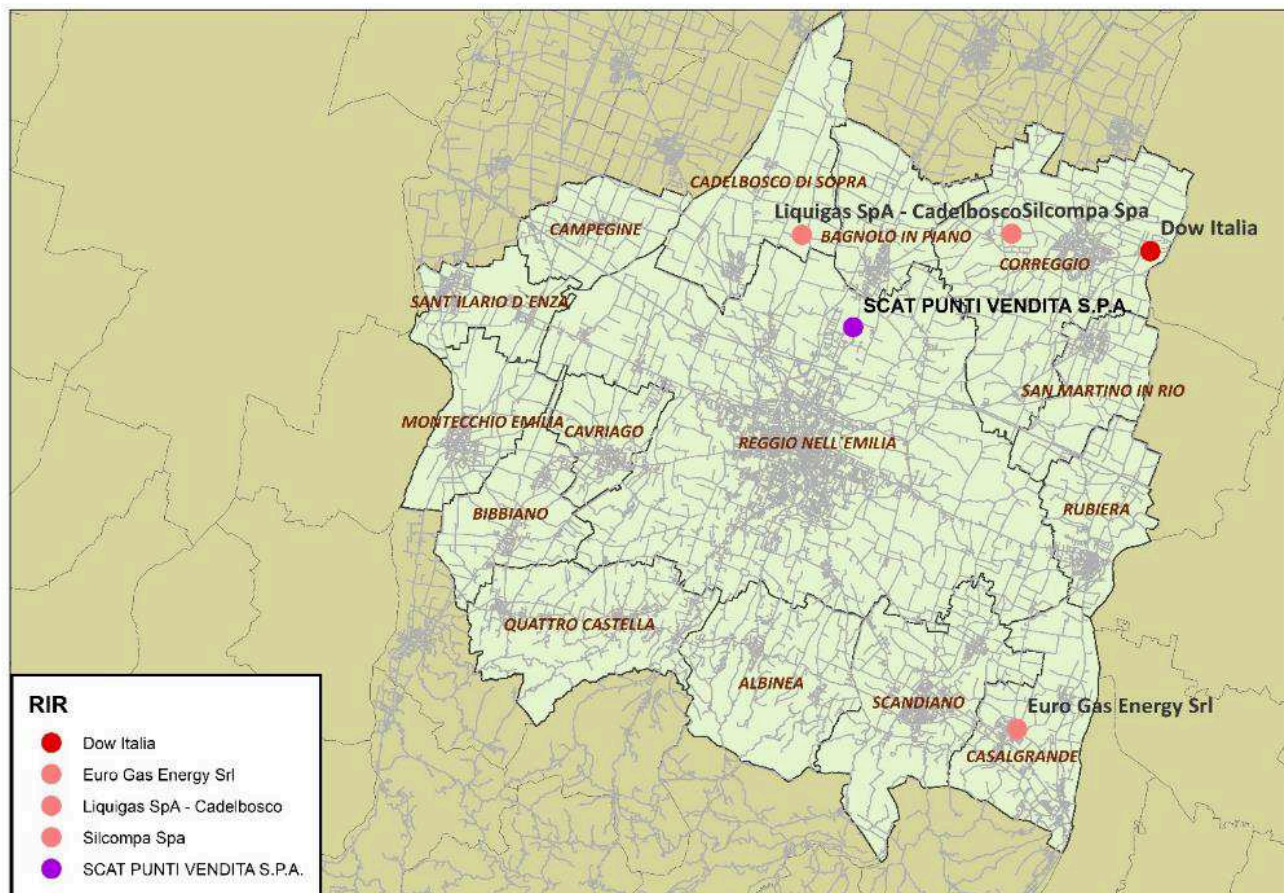 CADELBOSCO DI SOPRA
Liquigas SpA - Cadelbosco
Silcompa Spa
CAMPEGINE
BAGNOLO IN PIANO
Dow Italia
CORREGGIO
SANT`ILARIO D`ENZA
SCAT PUNTI VENDITA S.P.A.
SAN MARTINO IN RIO
MONTECCHIO EMILIA
CAVRIAGO
REGGIO NELL'EMILIA
BIBBIANO
RUBIERA
QUATTRO CASTELLA
ALBINEA
SCANDIANO
Euro Gas Energy Srl
CASALGRANDE
RIR
Dow Italia
Euro Gas Energy Srl
Liquigas SpA - Cadelbosco
Silcompa Spa
SCAT PUNTI VENDITA S.P.A.